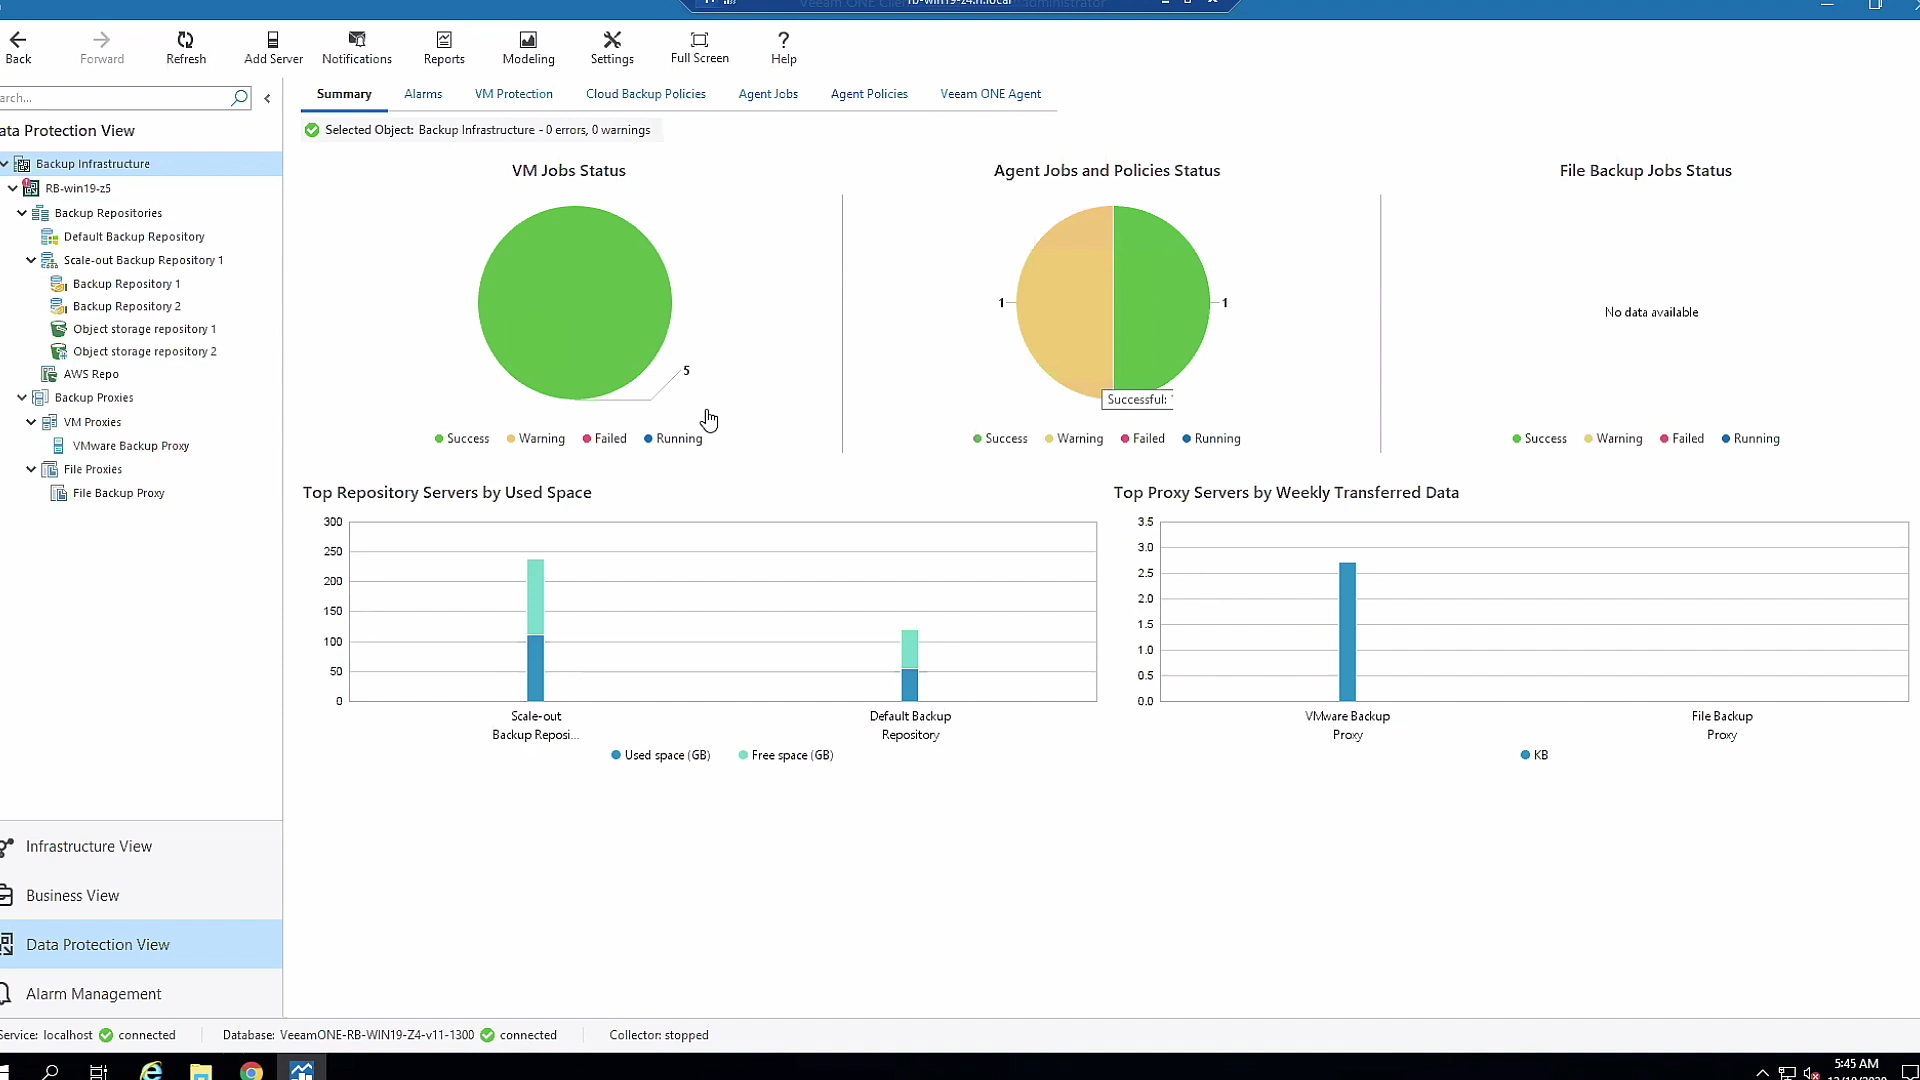 rb-win19-z4.n.local
Back
Forward
Refresh
Add Server
Notifications
Reports
Modeling
Settings
Full Screen
Help
arch...
Summary
Alarms
VM Protection
Cloud Backup Policies
Agent Jobs
Agent Policies
Veeam ONE Agent
ata Protection View
Selected Object: Backup Infrastructure - 0 errors, 0 warnings
Backup Infrastructure
RB-win19-z5
Backup Repositories
Default Backup Repository
Scale-out Backup Repository 1
Backup Repository 1
Backup Repository 2
Object storage repository 1
Object storage repository 2
AWS Repo
Backup Proxies
VM Proxies
VMware Backup Proxy
File Proxies
File Backup Proxy
VM Jobs Status
5
Success Warning Failed Running
Agent Jobs and Policies Status
1
1
Successful:
Success Warning Failed Running
File Backup Jobs Status
No data available
Success Warning Failed Running
Top Repository Servers by Used Space
300
250
200
150
100
50
0
Scale-out
Backup Reposi...
Default Backup
Repository
Used space (GB) Free space (GB)
Top Proxy Servers by Weekly Transferred Data
3.5
3.0
2.5
2.0
1.5
1.0
0.5
0.0
VMware Backup
Proxy
File Backup
Proxy
KB
Infrastructure View
Business View
Data Protection View
Alarm Management
Service: localhost connected
Database: VeeamONE-RB-WIN19-Z4-v11-1300 connected
Collector: stopped
5:45 AM